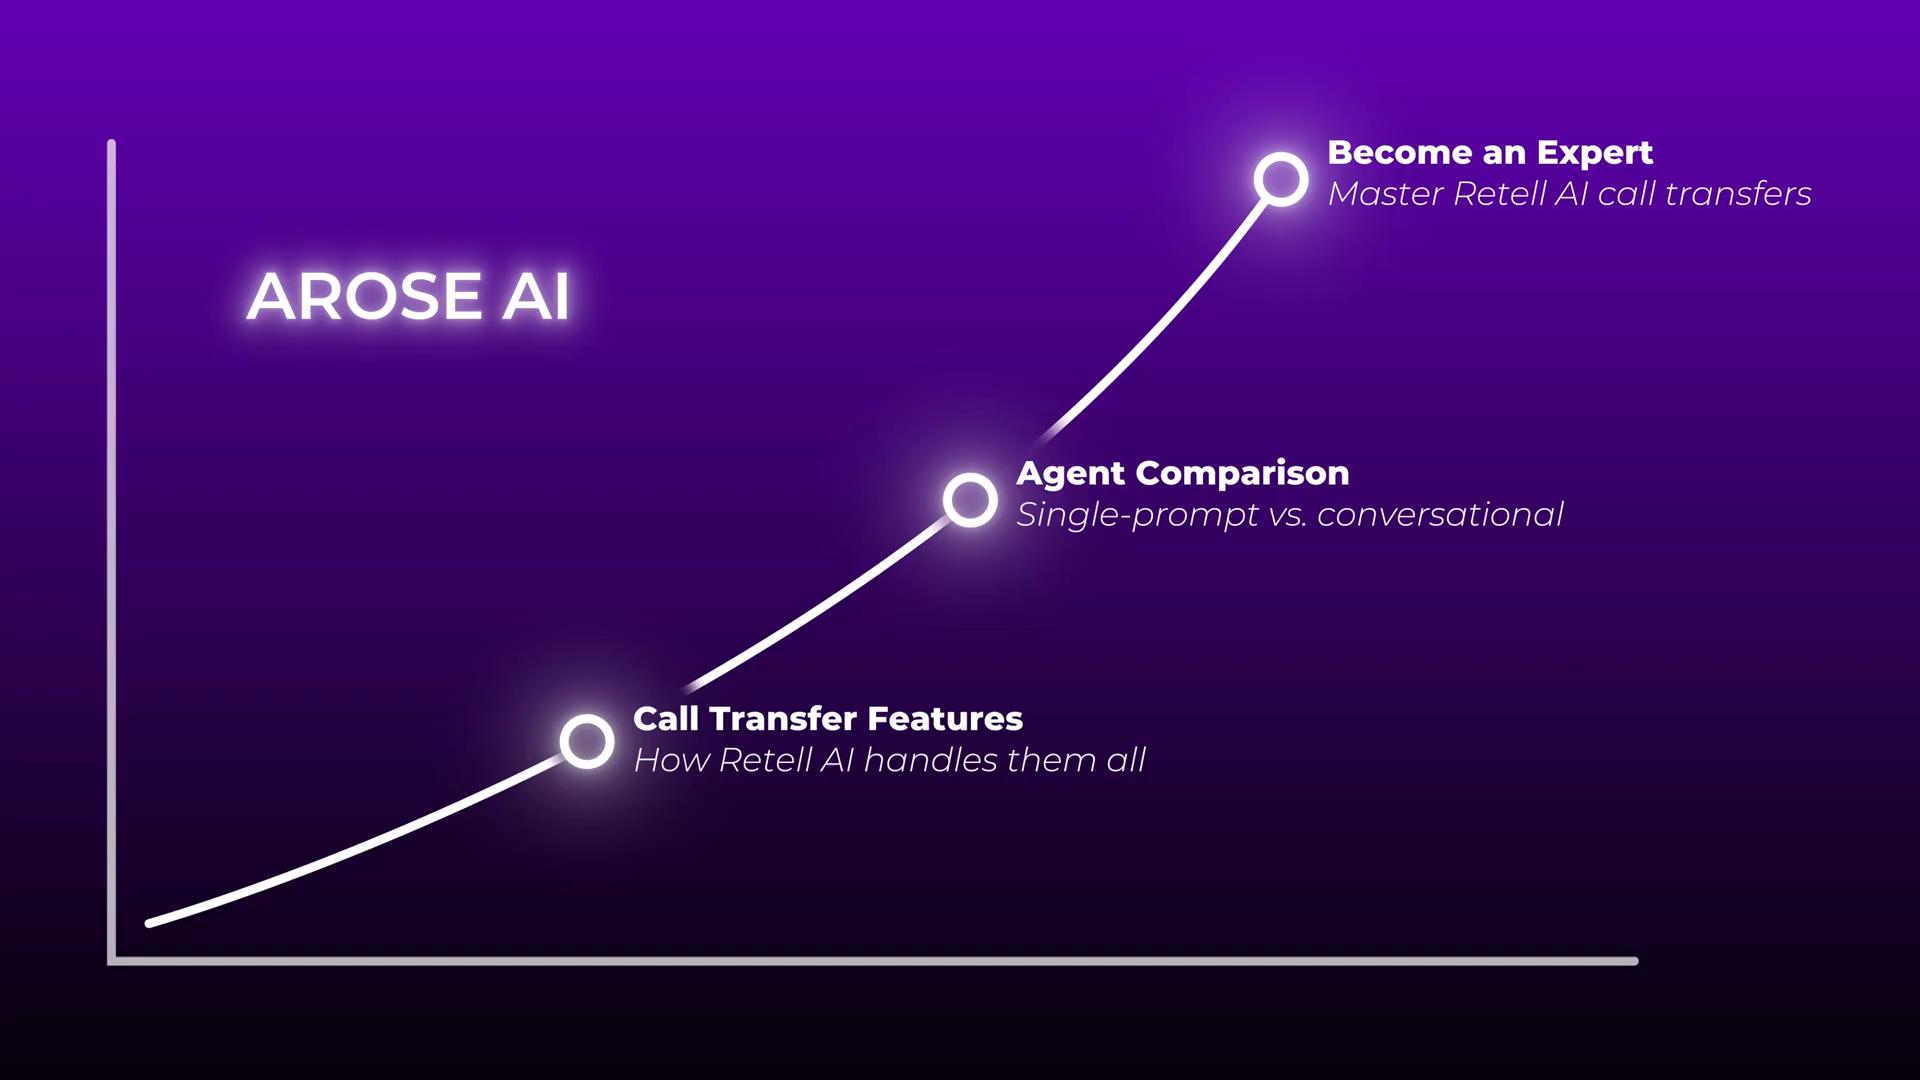 AROSE AI
Become an Expert
Master Retell AI call transfers
Agent Comparison
Single-prompt vs. conversational
Call Transfer Features
How Retell AI handles them all